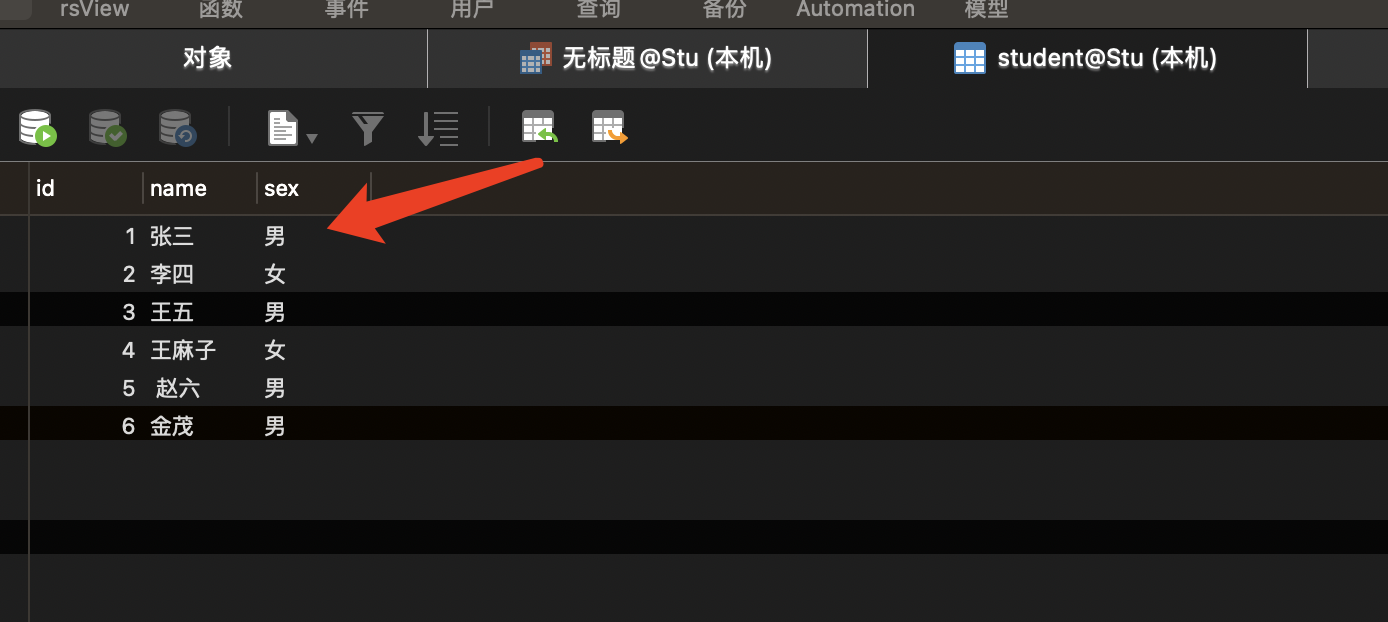 rsView 函数 事件 用户 查询 备份 Automation 模型
对象 无标题 @Stu (本机) student@Stu (本机)
id name sex
1 张三 男
2 李四 女
3 王五 男
4 王麻子 女
5 赵六 男
6 金茂 男